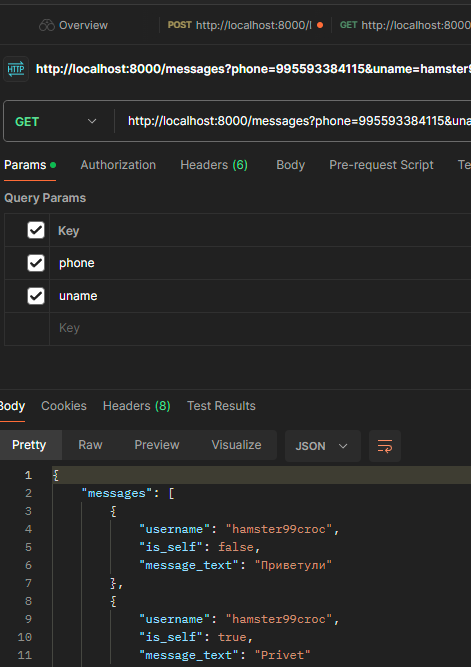 Overview POST http://localhost:8000/ GET http://localhost:800
HTTP http://localhost:8000/messages?phone=995593384115&uname=hamster9
GET http://localhost:8000/messages?phone=995593384115&una
Params Authorization Headers (6) Body Pre-request Script Te
Query Params
Key
phone
uname
Key
Body Cookies Headers (8) Test Results
Pretty Raw Preview Visualize JSON
1 {
2 "messages": [
3 {
4 "username": "hamster99croc",
5 "is_self": false,
6 "message_text": "Приветули"
7 },
8 {
9 "username": "hamster99croc",
10 "is_self": true,
11 "message_text": "Privet"